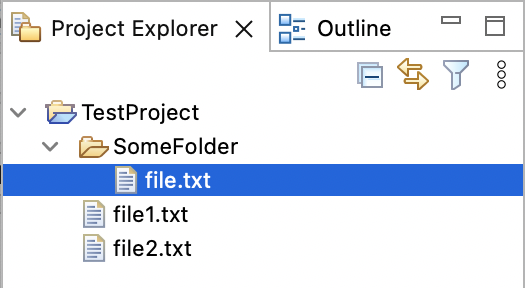 Project Explorer Outline
TestProject
SomeFolder
file.txt
file1.txt
file2.txt